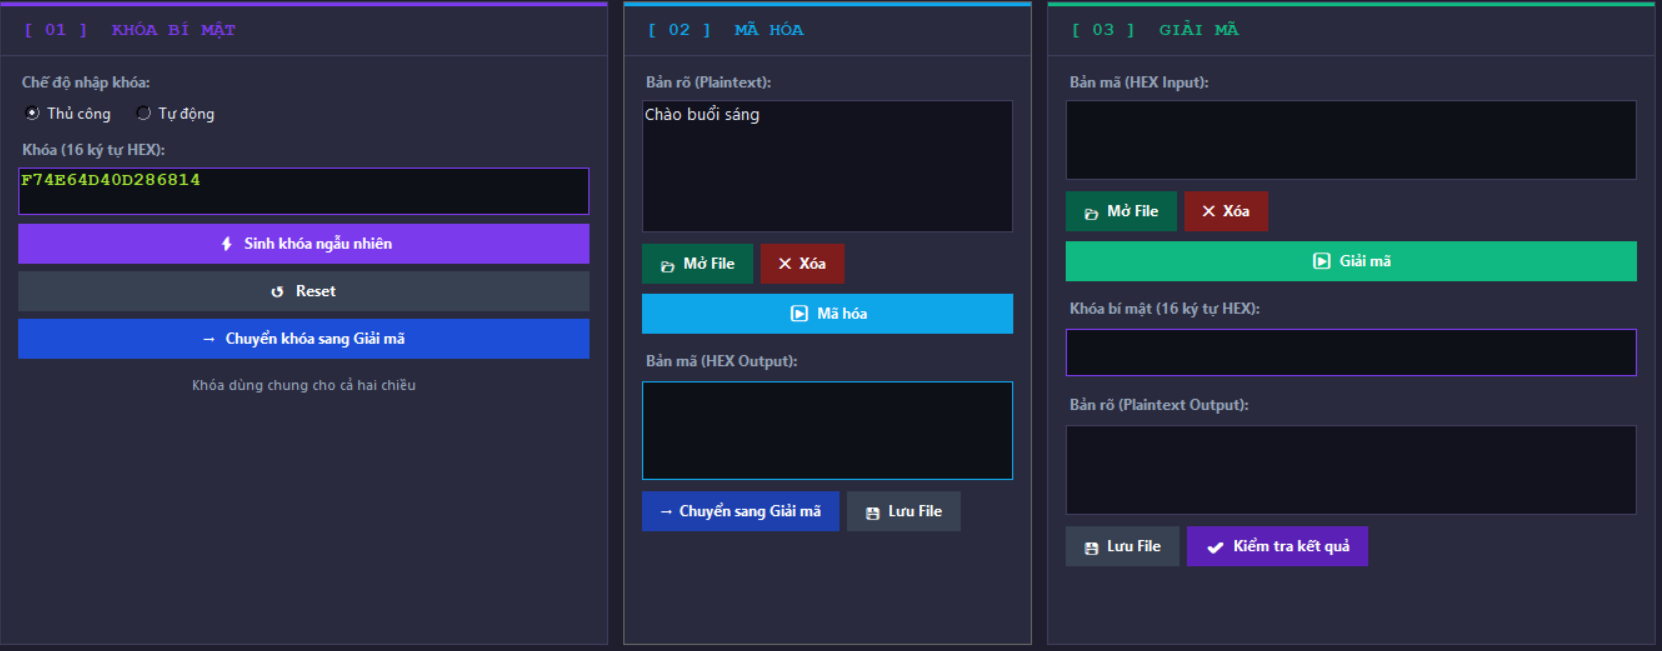 [ 01 ] KHÓA BÍ MẬT
Chế độ nhập khóa:
Thủ công
Tự động
Khóa (16 ký tự HEX):
F74E64D40D286814
Sinh khóa ngẫu nhiên
Reset
→ Chuyển khóa sang Giải mã
Khóa dùng chung cho cả hai chiều
[ 02 ] MÃ HÓA
Bản rõ (Plaintext):
Chào buổi sáng
Mở File
Xóa
Mã hóa
Bản mã (HEX Output):
→ Chuyển sang Giải mã
Lưu File
[ 03 ] GIẢI MÃ
Bản mã (HEX Input):
Mở File
Xóa
Giải mã
Khóa bí mật (16 ký tự HEX):
Bản rõ (Plaintext Output):
Lưu File
Kiểm tra kết quả